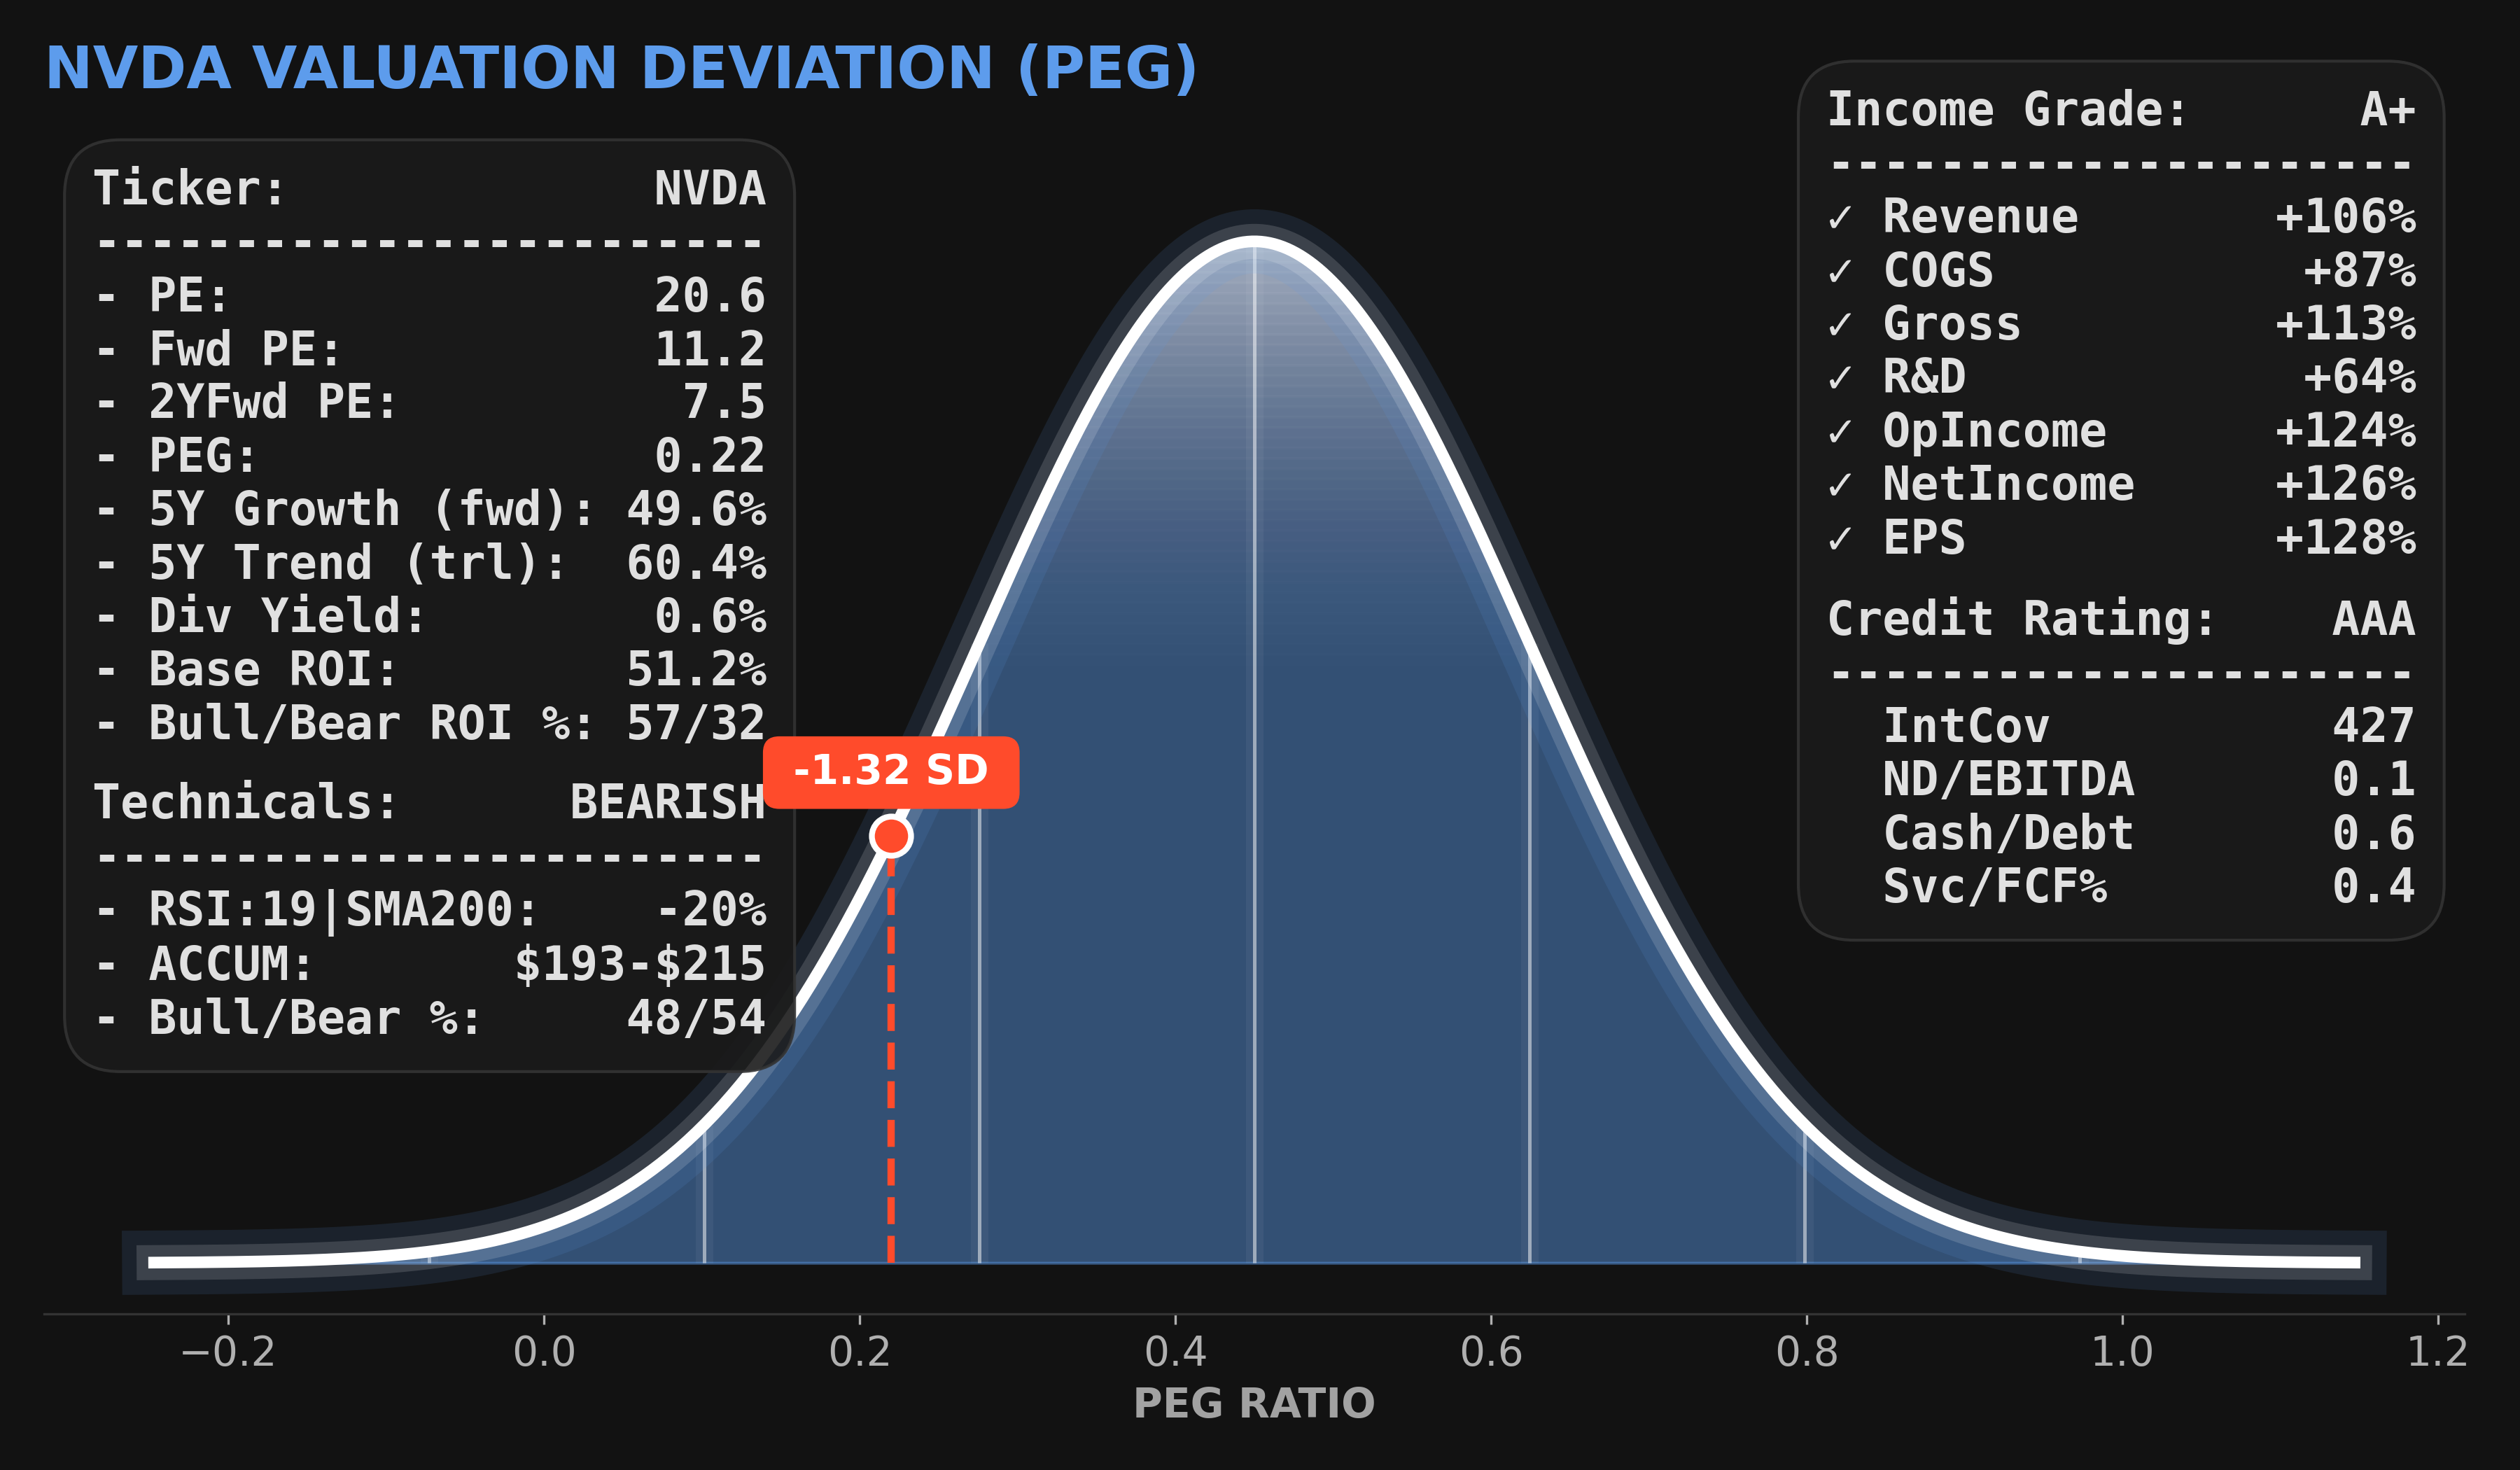 NVDA VALUATION DEVIATION (PEG)
Ticker: NVDA
--------------------------
- PE: 20.6
- Fwd PE: 11.2
- 2YFwd PE: 7.5
- PEG: 0.22
- 5Y Growth (fwd): 49.6%
- 5Y Trend (trl): 60.4%
- Div Yield: 0.6%
- Base ROI: 51.2%
- Bull/Bear ROI %: 57/32
Technicals: BEARISH
------------------------
- RSI:19|SMA200: -20%
- ACCUM: $193-$215
- Bull/Bear %: 48/54
-1.32 SD
Income Grade: A+
---------------------
✓ Revenue +106%
✓ COGS +87%
✓ Gross +113%
✓ R&D +64%
✓ OpIncome +124%
✓ NetIncome +126%
✓ EPS +128%
Credit Rating: AAA
---------------------
IntCov 427
ND/EBITDA 0.1
Cash/Debt 0.6
Svc/FCF% 0.4
−0.2 0.0 0.2 0.4 0.6 0.8 1.0 1.2
PEG RATIO